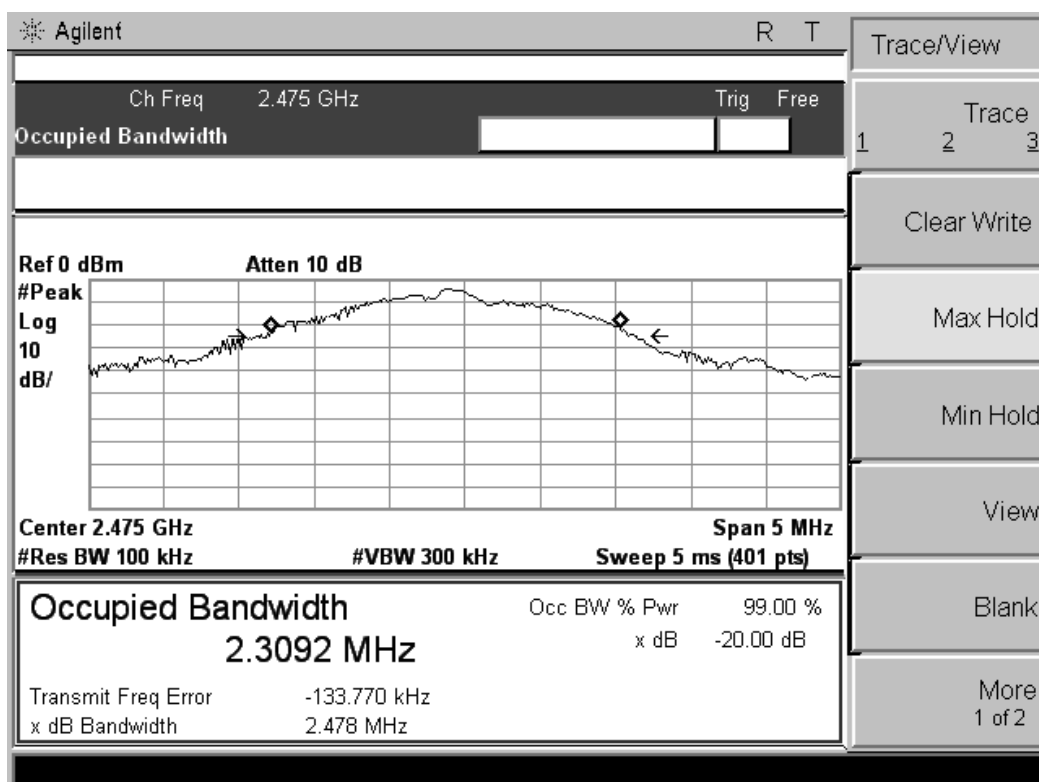 Agilent R T
Trace/View
Ch Freq 2.475 GHz Trig Free
Occupied Bandwidth
Trace
1 2 3
Clear Write
Max Hold
Min Hold
View
Blank
More
1 of 2
Ref 0 dBm Atten 10 dB
#Peak
Log
10
dB/
Center 2.475 GHz Span 5 MHz
#Res BW 100 kHz #VBW 300 kHz Sweep 5 ms (401 pts)
Occupied Bandwidth
2.3092 MHz
Occ BW % Pwr 99.00 %
x dB -20.00 dB
Transmit Freq Error -133.770 kHz
x dB Bandwidth 2.478 MHz